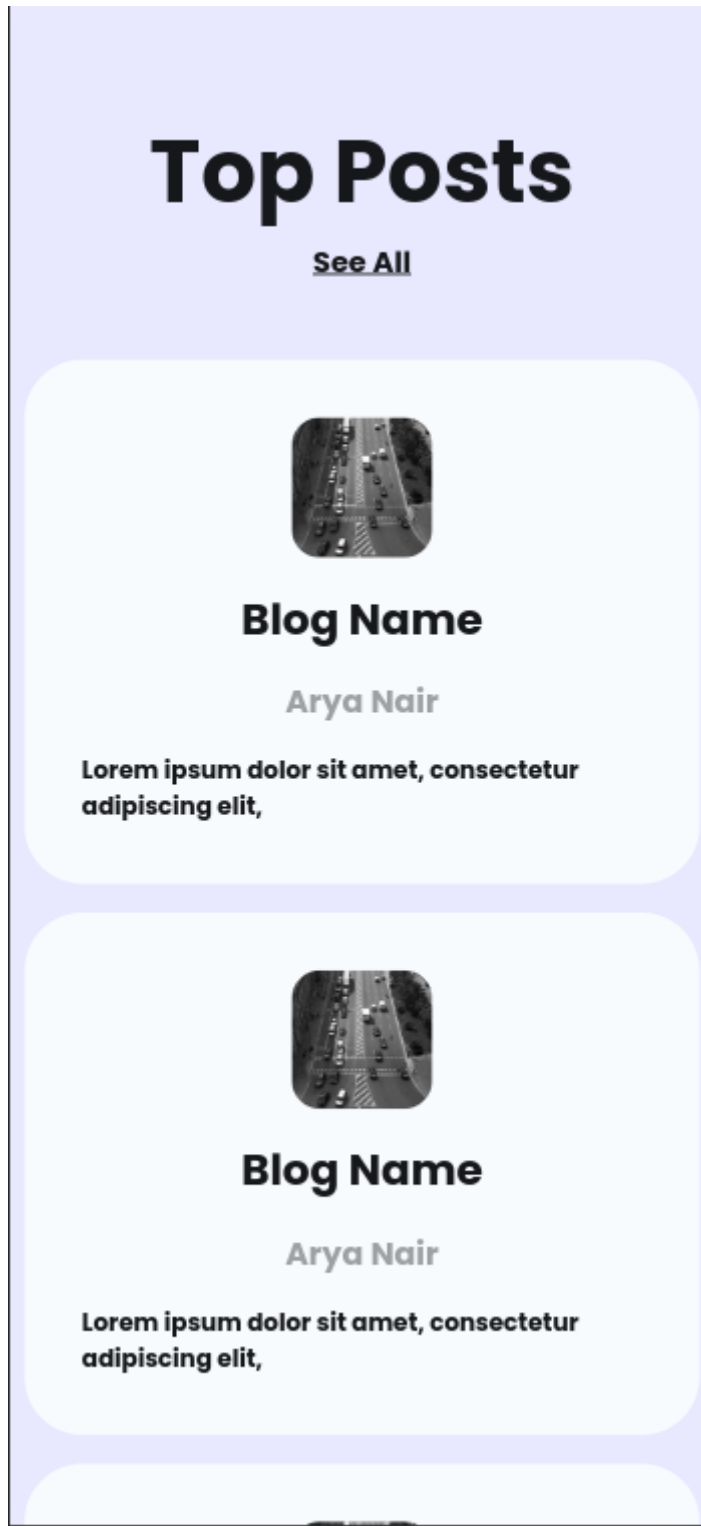 Top Posts
See All
Blog Name
Arya Nair
Lorem ipsum dolor sit amet, consectetur
adipiscing elit,
Blog Name
Arya Nair
Lorem ipsum dolor sit amet, consectetur
adipiscing elit,